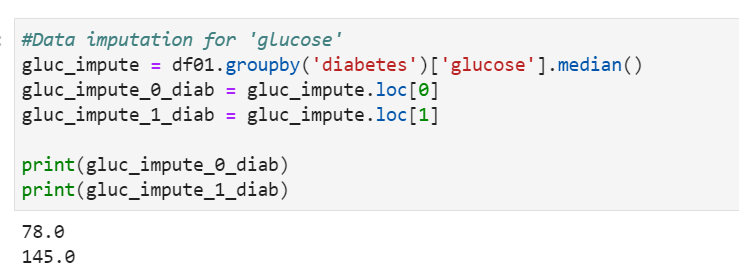 #Data imputation for 'glucose'
gluc_impute = df01.groupby('diabetes')['glucose'].median()
gluc_impute_0_diab = gluc_impute.loc[0]
gluc_impute_1_diab = gluc_impute.loc[1]
print(gluc_impute_0_diab)
print(gluc_impute_1_diab)
78.0
145.0